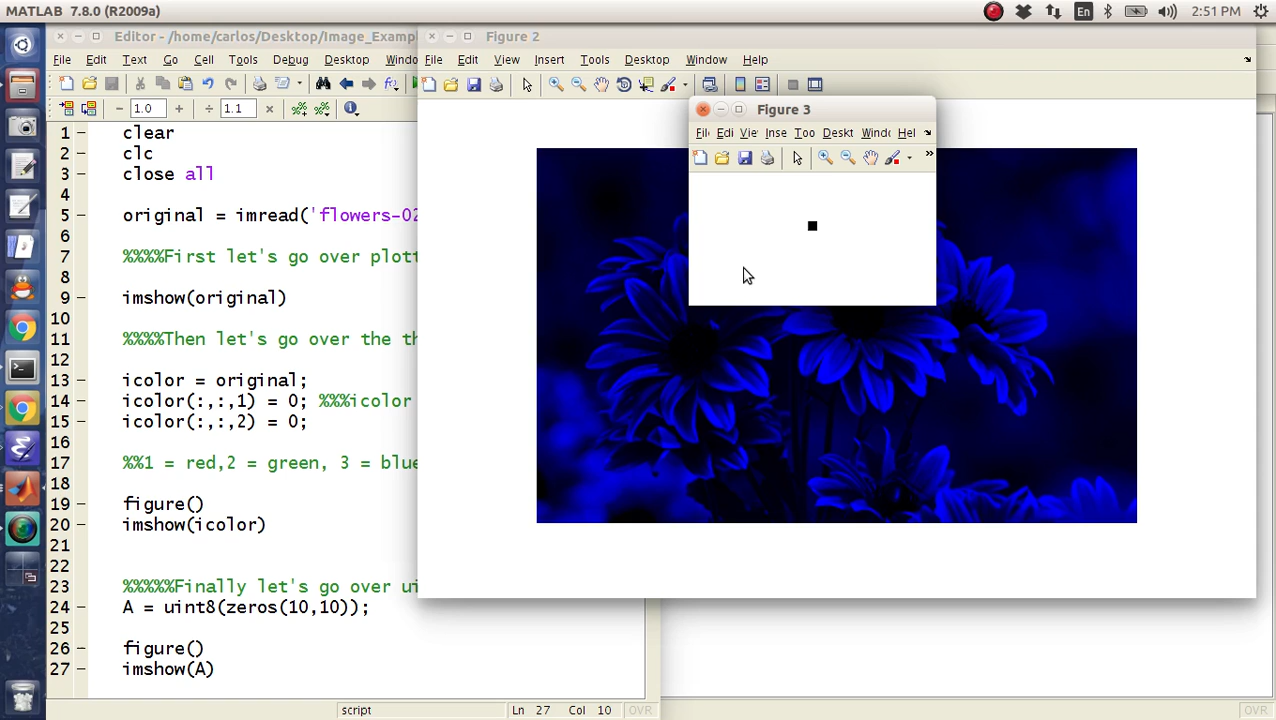 MATLAB 7.8.0 (R2009a)
En
2:51 PM
Editor - /home/carlos/Desktop/Image_Exampl
File Edit Text Go Cell Tools DeBug Desktop Windo
1.0
1.1
1 clear
2 clc
3 close all
4
5 original = imread('flowers-02
6
7 %%%%First let's go over plott
8
9 imshow(original)
10
11 %%%%Then let's go over the th
12
13 icolor = original;
14 icolor(:,:,1) = 0; %%%icolor
15 icolor(:,:,2) = 0;
16
17 %%1 = red,2 = green, 3 = blue
18
19 figure()
20 imshow(icolor)
21
22
23 %%%%%Finally let's go over ui
24 A = uint8(zeros(10,10));
25
26 figure()
27 imshow(A)
script
Ln 27 Col 10
OVR
Figure 2
File Edit View Insert Tools Desktop Window Help
Figure 3
Fil Edi Vie Inse Too Deskt Windo Hel
OVR